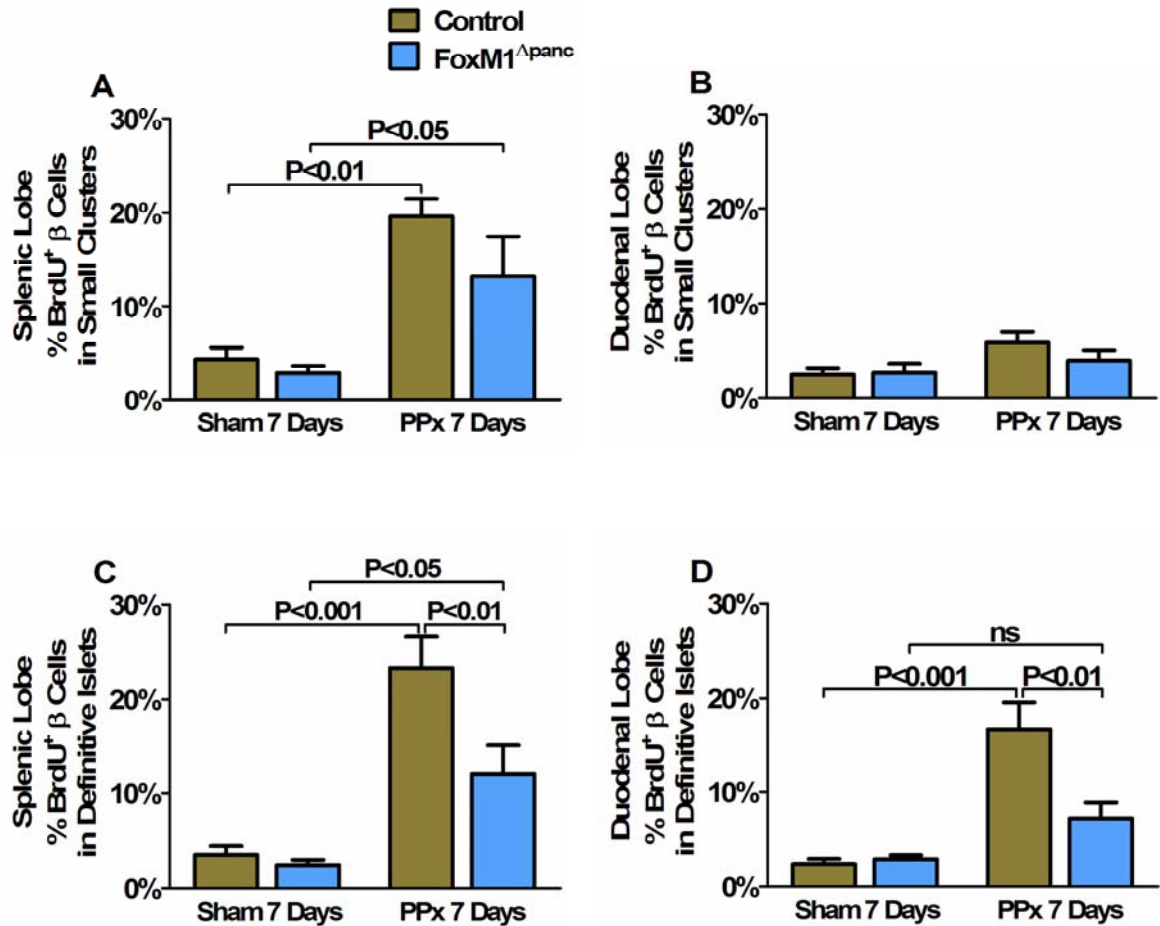 Control
FoxM1^Δpanc
A
Splenic Lobe
% BrdU⁺ β Cells
in Small Clusters
30%
20%
10%
0%
P<0.05
P<0.01
Sham 7 Days
PPx 7 Days
B
Duodenal Lobe
% BrdU⁺ β Cells
in Small Clusters
30%
20%
10%
0%
Sham 7 Days
PPx 7 Days
C
Splenic Lobe
% BrdU⁺ β Cells
in Definitive Islets
30%
20%
10%
0%
P<0.05
P<0.001
P<0.01
Sham 7 Days
PPx 7 Days
D
Duodenal Lobe
% BrdU⁺ β Cells
in Definitive Islets
30%
20%
10%
0%
ns
P<0.001
P<0.01
Sham 7 Days
PPx 7 Days